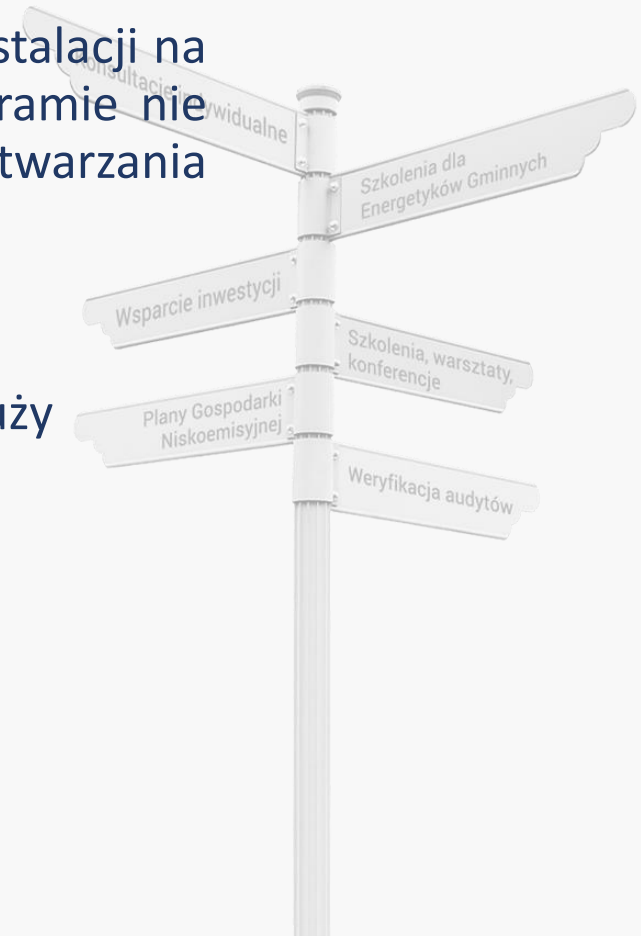 stalacji na
ramie nie
twarzania
uży
Konsultacje indywidualne
Szkolenia dla
Energetyków Gminnych
Wsparcie inwestycji
Szkolenia, warsztaty,
konferencje
Plany Gospodarki
Niskoemisyjnej
Weryfikacja audytów